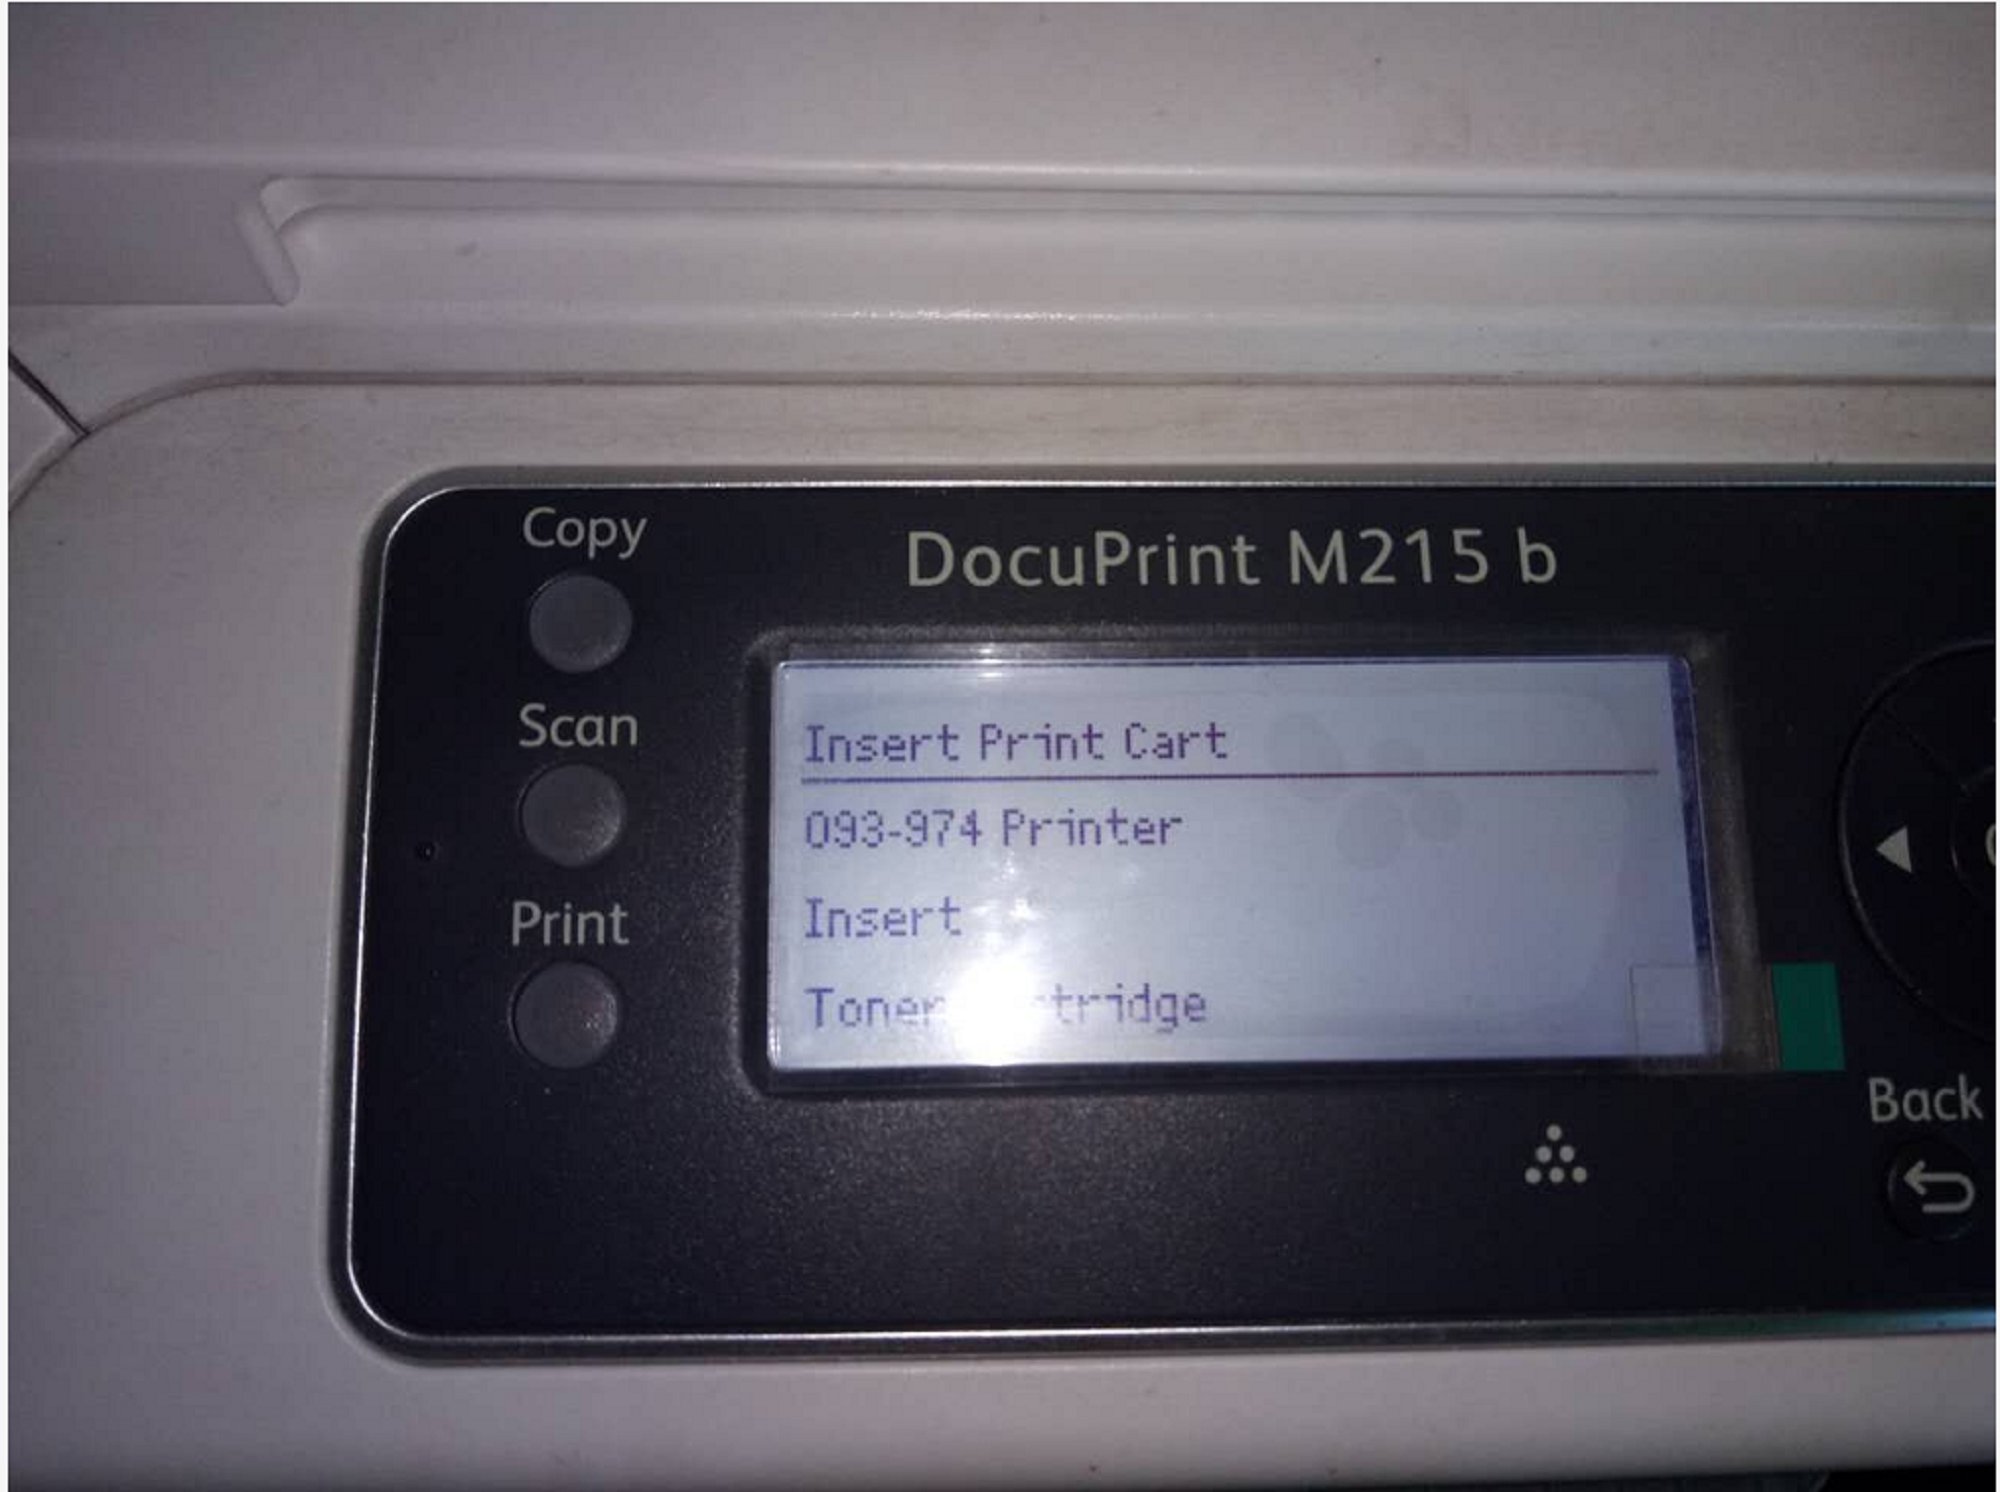 Copy
DocuPrint M215 b
Scan
Insert Print Cart
093-974 Printer
Print
Insert
Toner
Back